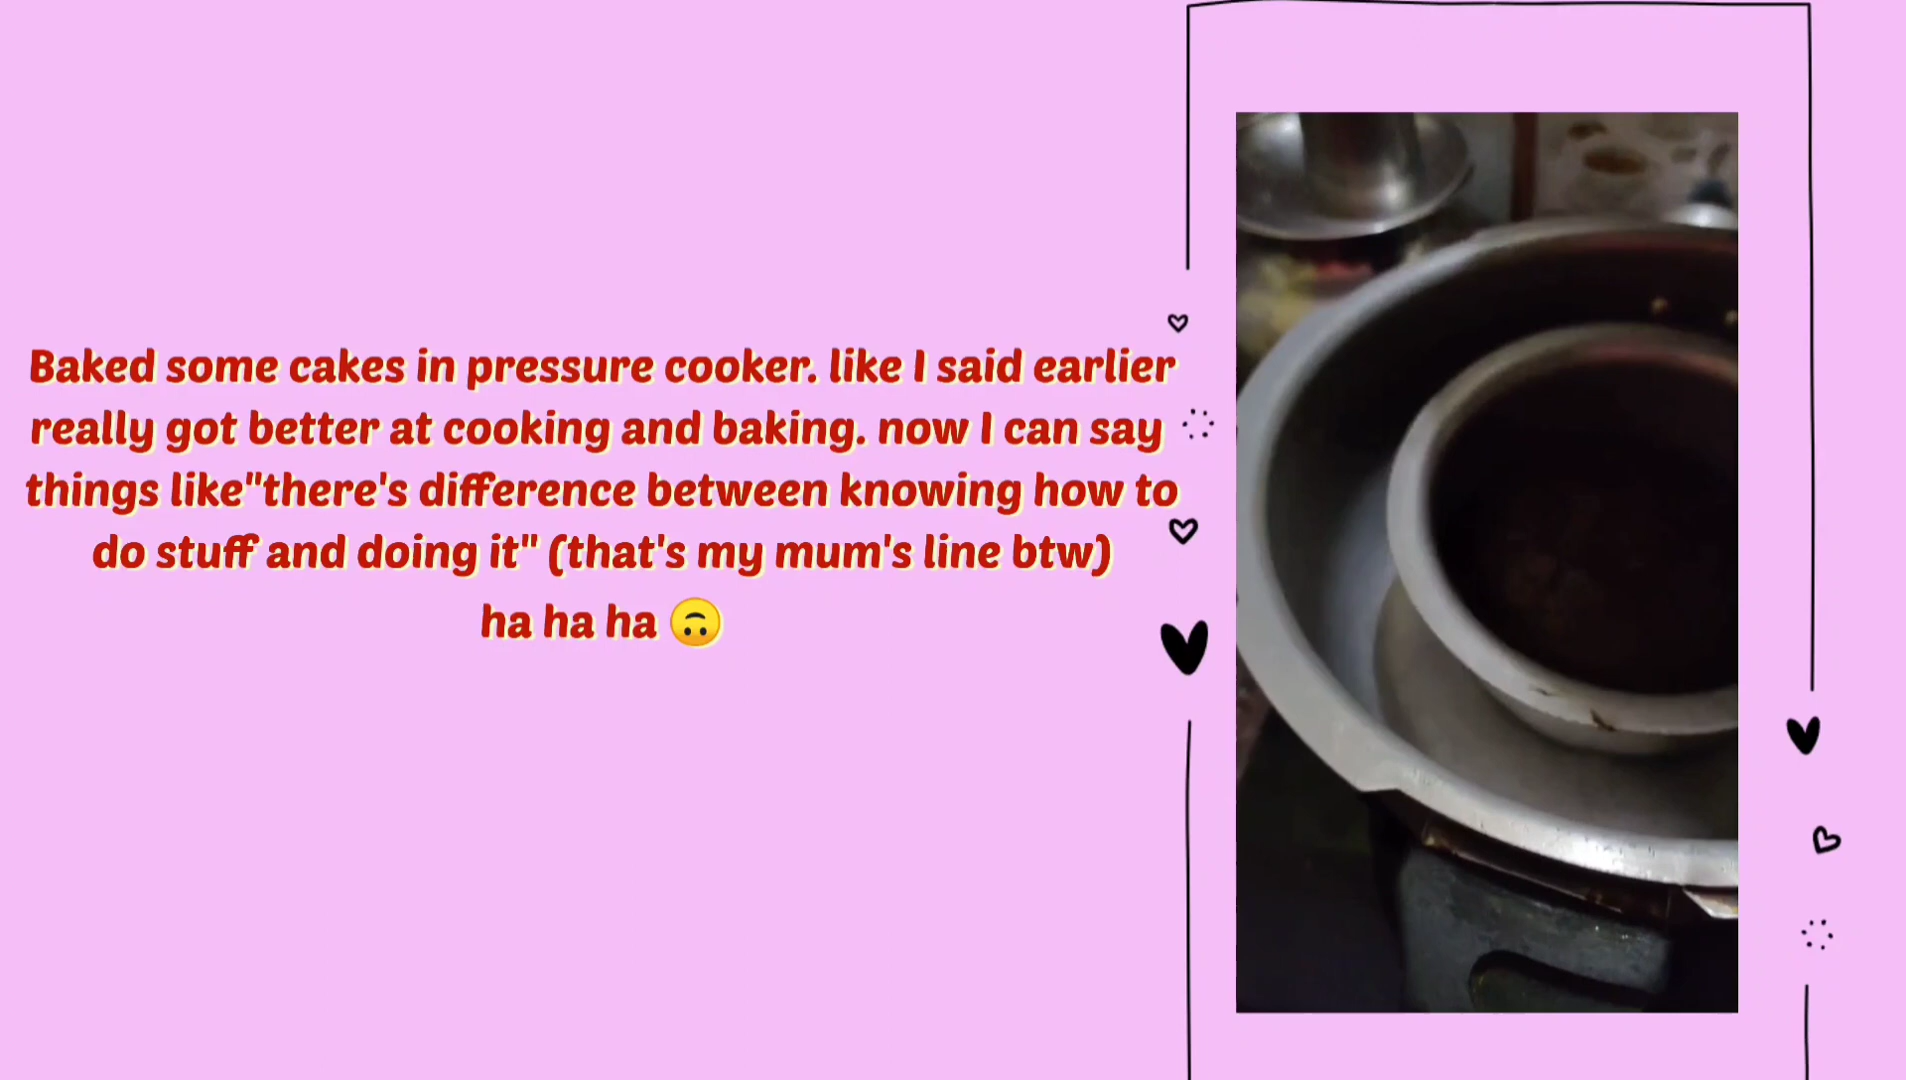 Baked some cakes in pressure cooker. like I said earlier
really got better at cooking and baking. now I can say
things like"there's difference between knowing how to
do stuff and doing it" (that's my mum's line btw)
ha ha ha 🙃